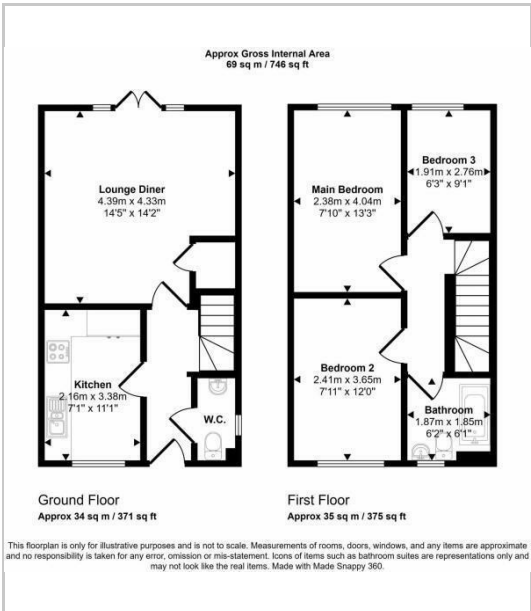 Approx Gross Internal Area
69 sq m / 746 sq ft
Lounge Diner
4.39m x 4.33m
14'5" x 14'2"
Kitchen
2.16m x 3.38m
7'1" x 11'1"
W.C.
Main Bedroom
2.38m x 4.04m
7'10" x 13'3"
Bedroom 3
1.91m x 2.76m
6'3" x 9'1"
Bedroom 2
2.41m x 3.65m
7'11" x 12'0"
Bathroom
1.87m x 1.85m
6'2" x 6'1"
Ground Floor
Approx 34 sq m / 371 sq ft
First Floor
Approx 35 sq m / 375 sq ft
This floorplan is only for illustrative purposes and is not to scale. Measurements of rooms, doors, windows, and any items are approximate
and no responsibility is taken for any error, omission or mis-statement. Icons of items such as bathroom suites are representations only and
may not look like the real items. Made with Made Snappy 360.